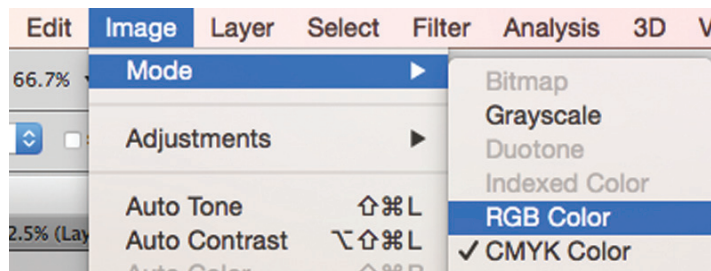 Edit Image Layer Select Filter Analysis 3D
66.7%
Mode ▶
Bitmap
Grayscale
Adjustments ▶
Duotone
Indexed Color
Auto Tone ⇧⌘L
RGB Color
2.5% (Lay
Auto Contrast ⌥⇧⌘L
✓ CMYK Color